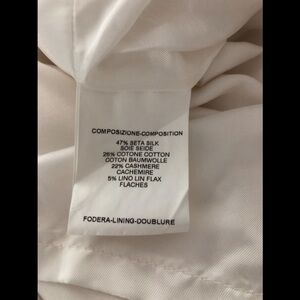 COMPOSIZIONE-COMPOSITION
47% SETA SILK
SOIE SEIDE
26% COTONE COTTON
COTON BAUMWOLLE
22% CASHMERE
CACHEMIRE
5% LINO LIN FLAX
FLACHES
FODERA-LINING-DOUBLURE